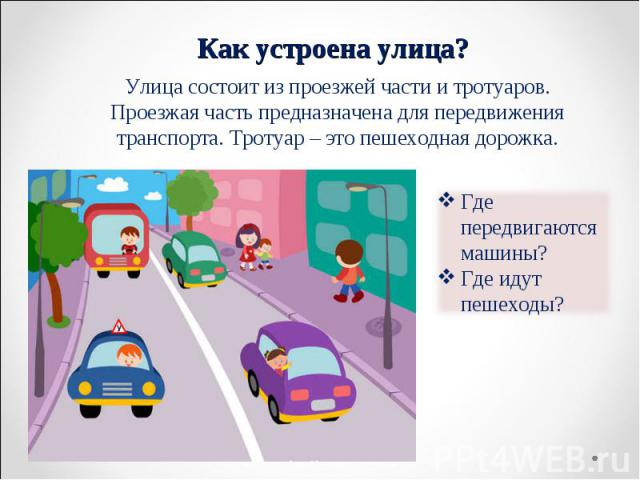 Как устроена улица?
Улица состоит из проезжей части и тротуаров.
Проезжая часть предназначена для передвижения
транспорта. Тротуар – это пешеходная дорожка.
❖ Где
передвигаются
машины?
❖ Где идут
пешеходы?
У
PPt4WEB.ru